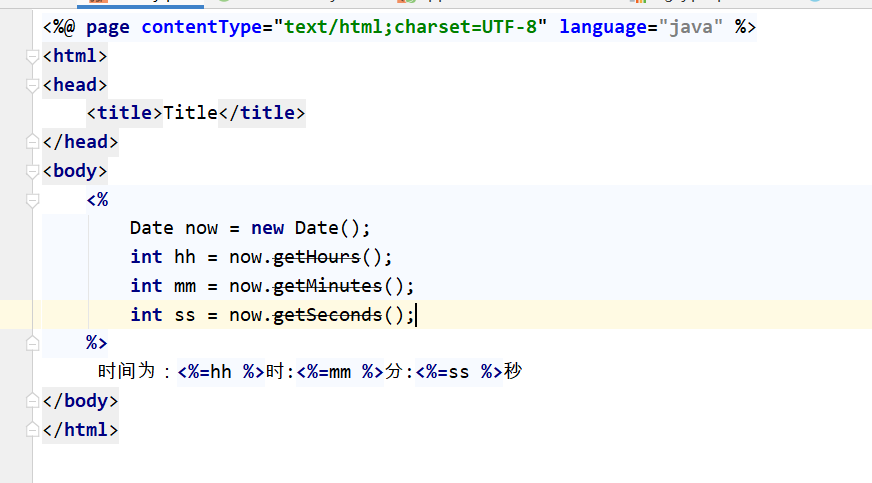 <%@ page contentType="text/html;charset=UTF-8" language="java" %>
<html>
<head>
    <title>Title</title>
</head>
<body>
    <%
        Date now = new Date();
        int hh = now.getHours();
        int mm = now.getMinutes();
        int ss = now.getSeconds();
    %>
     时间为：<%=hh %>时:<%=mm %>分:<%=ss %>秒
</body>
</html>